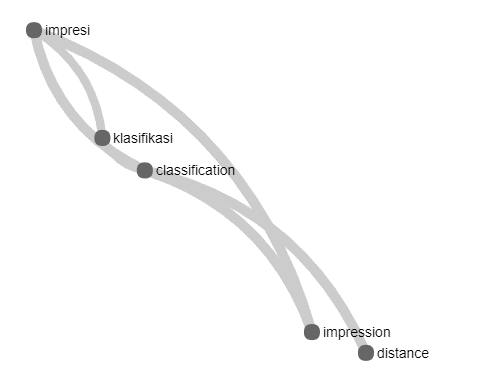 impresi
klasifikasi
classification
impression
distance